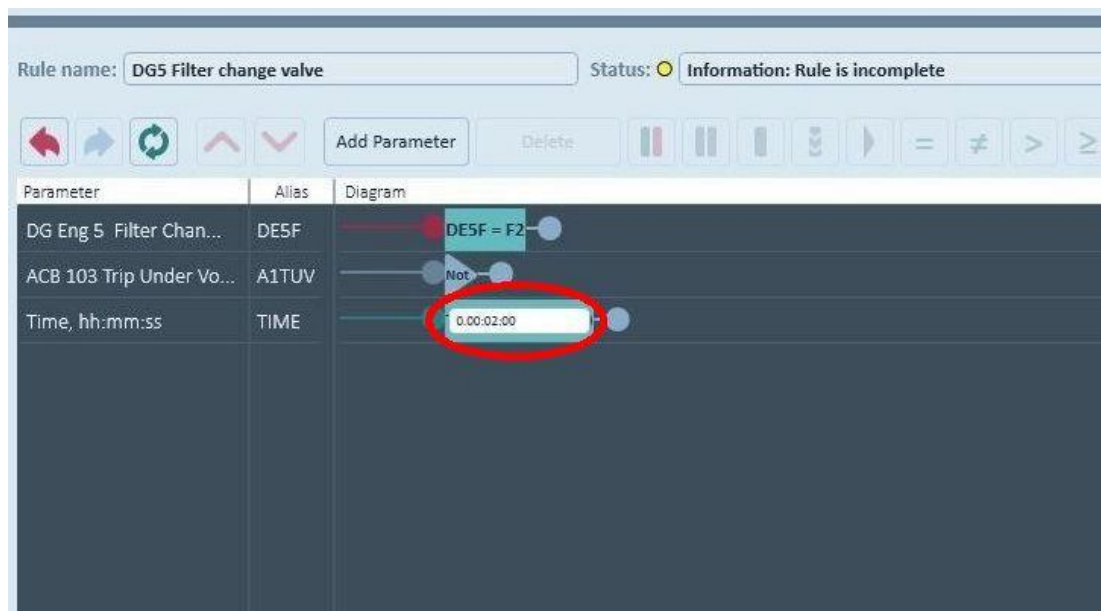 Rule name: DG5 Filter change valve Status: Information: Rule is incomplete
Add Parameter Delete = ≠ > ≥
Parameter Alias Diagram
DG Eng 5 Filter Chan... DE5F DE5F = F2
ACB 103 Trip Under Vo... A1TUV Not
Time, hh:mm:ss TIME 0.00:02:00